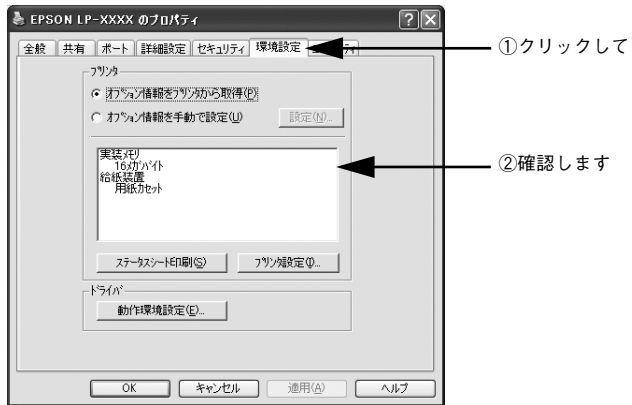 EPSON LP-XXXX のプロパティ
全般 共有 ポート 詳細設定 セキュリティ 環境設定
①クリックして
プリンタ
オプション情報をプリンタから取得(P)
オプション情報を手動で設定(U) 設定(N)...
実装メモリ
16メガバイト
②確認します
給紙装置
用紙カセット
ステータスシート印刷(S) プリンタ設定(I)...
ドライバ
動作環境設定(E)...
OK キャンセル 適用(A) ヘルプ